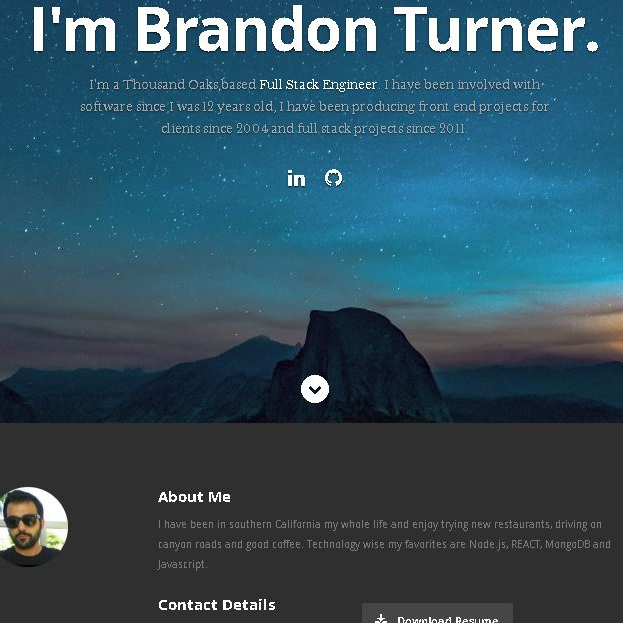 I'm Brandon Turner.
I'm a Thousand Oaks,based Full Stack Engineer. I have been involved with
software since I was 12 years old, I have been producing front end projects for
clients since 2004 and full stack projects since 2011.
in
About Me
I have been in southern California my whole life and enjoy trying new restaurants, driving on
canyon roads and good coffee. Technology wise my favorites are Node.js, REACT, MongoDB and
Javascript.
Contact Details
Download Resume